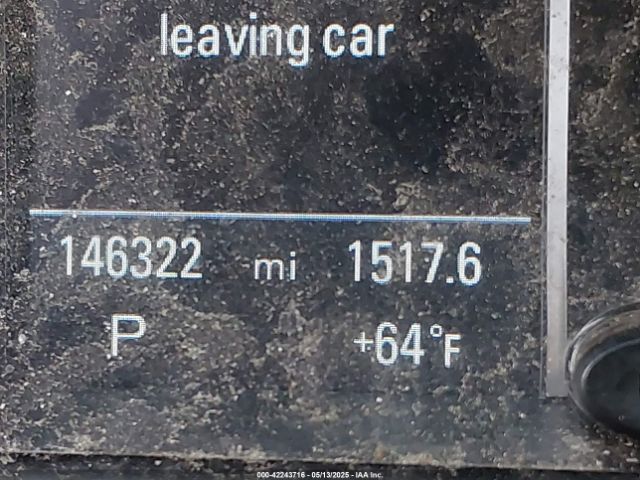 leaving car
146322 mi 1517.6
P +64°F
000-42243716 - 05/13/2025 - IAA Inc.